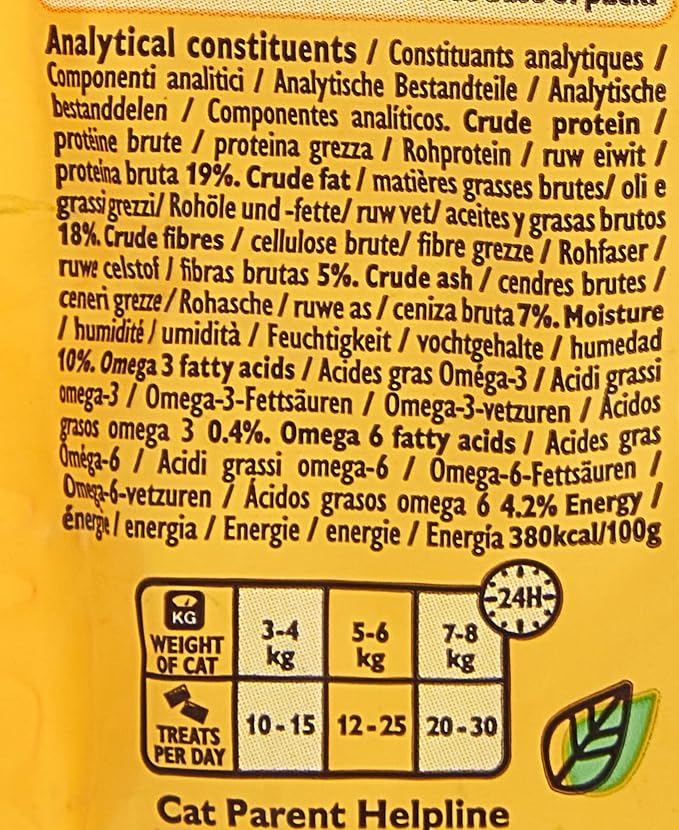 Analytical constituents / Constituants analytiques /
Componenti analitici / Analytische Bestandteile / Analytische
bestanddelen / Componentes analíticos. Crude protein /
protéine brute / proteina grezza / Rohprotein / ruw eiwit /
proteína bruta 19%. Crude fat / matières grasses brutes/ oli e
grassi grezzi/ Rohöle und -fette/ ruw vet/ aceites y grasas brutos
18%. Crude fibres / cellulose brute/ fibre grezze / Rohfaser /
ruwe celstof / fibras brutas 5%. Crude ash / cendres brutes /
ceneri grezze / Rohasche / ruwe as / ceniza bruta 7%. Moisture
/ humidité / umidità / Feuchtigkeit / vochtgehalte / humedad
10%. Omega 3 fatty acids / Acides gras Oméga-3 / Acidi grassi
omega-3 / Omega-3-Fettsäuren / Omega-3-vetzuren / Ácidos
grasos omega 3 0.4%. Omega 6 fatty acids / Acides gras
Oméga-6 / Acidi grassi omega-6 / Omega-6-Fettsäuren /
Omega-6-vetzuren / Ácidos grasos omega 6 4.2% Energy /
énergie / energia / Energie / energie / Energía 380kcal/100g
24H
KG
WEIGHT OF CAT 3-4 kg 5-6 kg 7-8 kg
TREATS PER DAY 10-15 12-25 20-30
Cat Parent Helpline